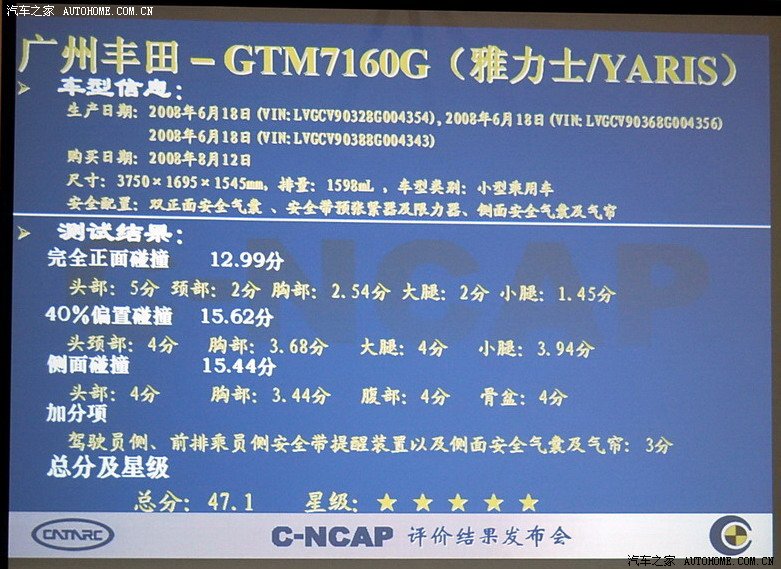 汽车之家 AUTOHOME.COM.CN
广州丰田－GTM7160G（雅力士/YARIS）
车型信息：
生产日期：2008年6月18日(VIN:LVGCV90328G004354)，2008年6月18日(VIN:LVGCV90368G004356)
2008年6月18日(VIN:LVGCV90388G004343)
购买日期：2008年8月12日
尺寸：3750×1695×1545mm，排量：1598mL，车型类别：小型乘用车
安全配置：双正面安全气囊、安全带预张紧器及限力器、侧面安全气囊及气帘
测试结果：
完全正面碰撞 12.99分
头部：5分 颈部：2分 胸部：2.54分 大腿：2分 小腿：1.45分
40%偏置碰撞 15.62分
头颈部：4分 胸部：3.68分 大腿：4分 小腿：3.94分
侧面碰撞 15.44分
头部：4分 胸部：3.44分 腹部：4分 骨盆：4分
加分项
驾驶员侧、前排乘员侧安全带提醒装置以及侧面安全气囊及气帘：3分
总分及星级
总分：47.1 星级：★ ★ ★ ★ ★
CATARC C-NCAP 评价结果发布会
汽车之家 AUTOHOME.COM.CN